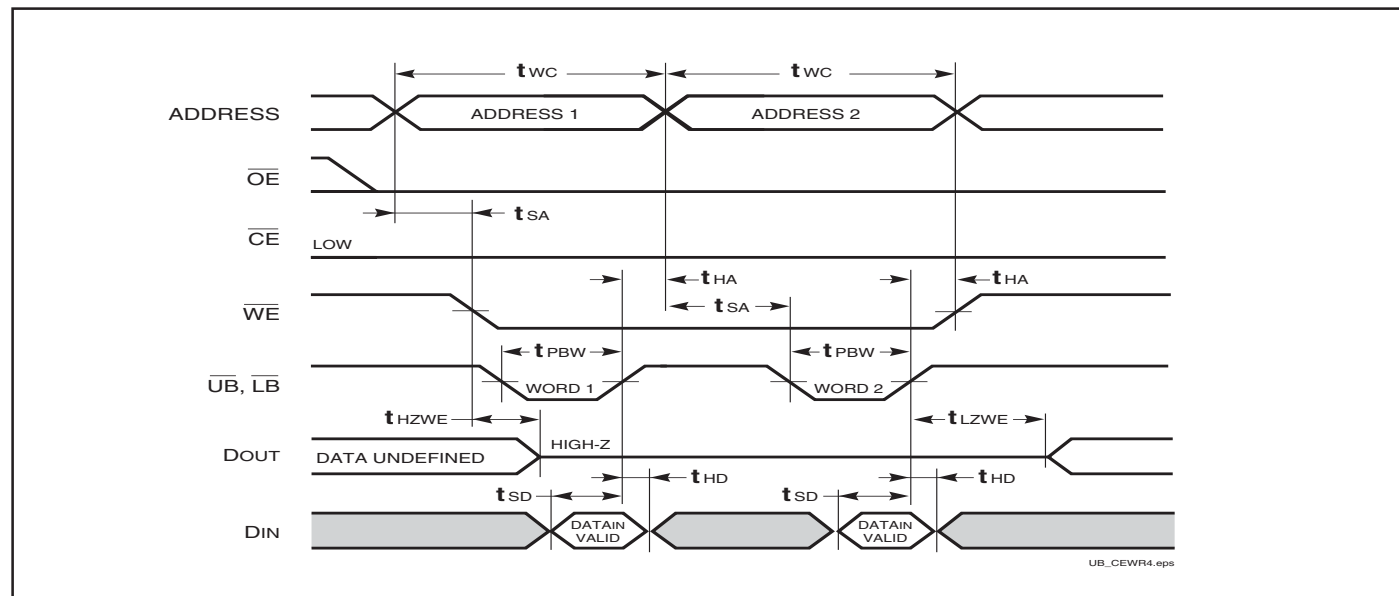 tWC tWC
ADDRESS ADDRESS 1 ADDRESS 2
OE
tSA
CE LOW
tHA tHA
WE tSA
tPBW tPBW
UB, LB WORD 1 WORD 2
tHZWE tLZWE
DOUT DATA UNDEFINED HIGH-Z
tHD tHD
tSD tSD
DIN DATAIN VALID DATAIN VALID
UB_CEWR4.eps